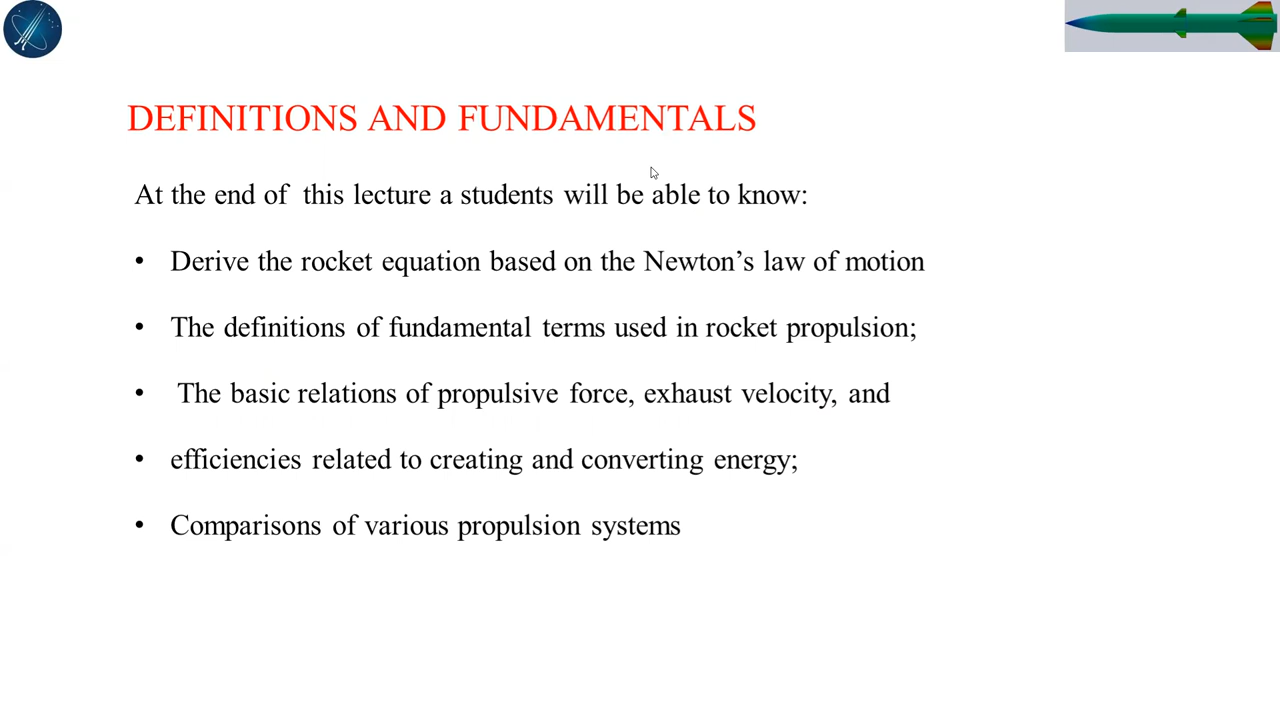 DEFINITIONS AND FUNDAMENTALS
At the end of this lecture a students will be able to know:
• Derive the rocket equation based on the Newton’s law of motion
• The definitions of fundamental terms used in rocket propulsion;
• The basic relations of propulsive force, exhaust velocity, and
• efficiencies related to creating and converting energy;
• Comparisons of various propulsion systems